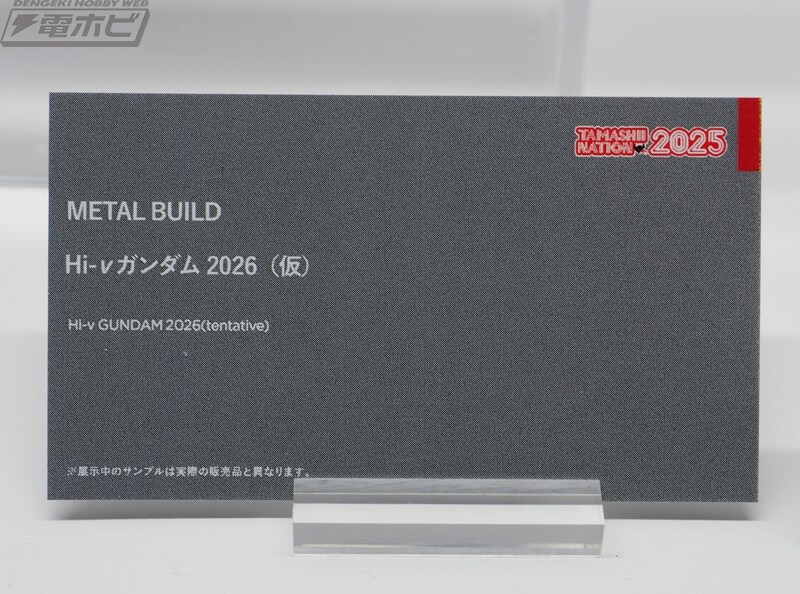 DENGEKI HOBBY WEB
電ホビ
TAMASHII
NATION 2025
METAL BUILD
Hi-νガンダム 2026（仮）
Hi-ν GUNDAM 2026(tentative)
※展示中のサンプルは実際の販売品と異なります。